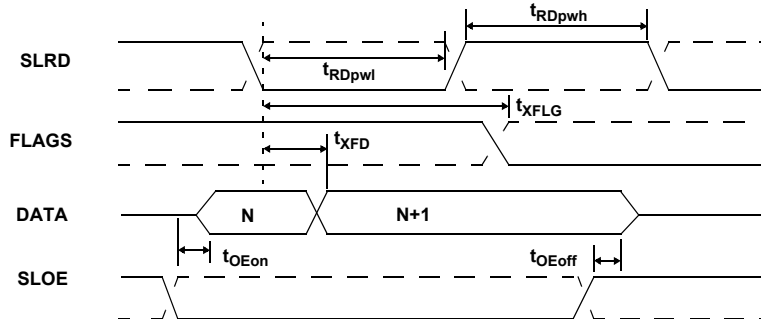 tRDpwh
SLRD
tRDpwl
tXFLG
FLAGS
tXFD
DATA
N
N+1
tOEon
tOEoff
SLOE